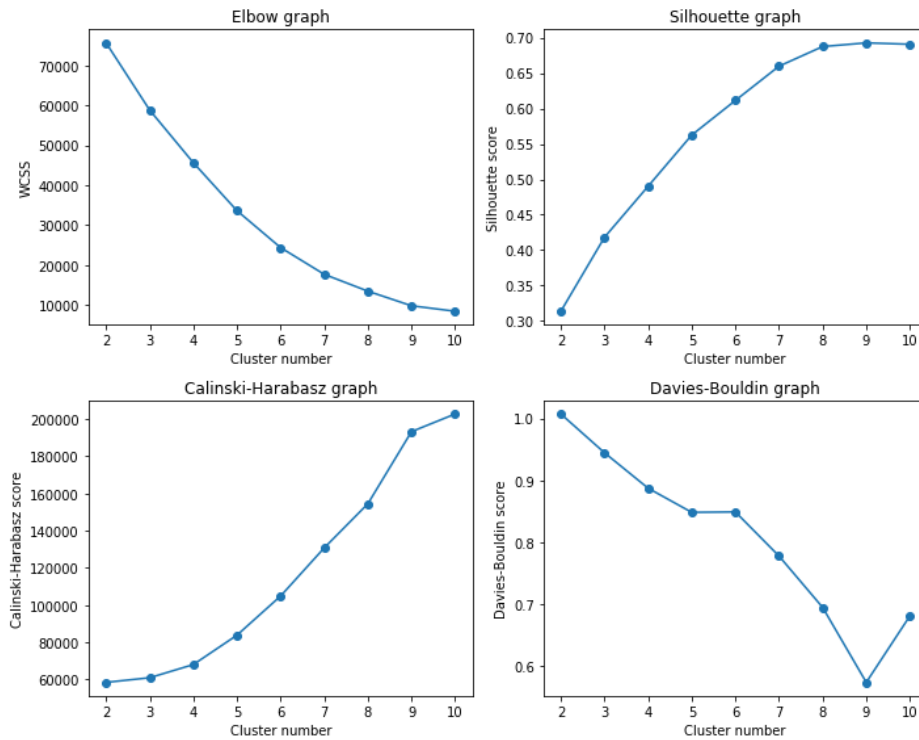 Elbow graph
70000
60000
50000
40000
30000
20000
10000
WCSS
2 3 4 5 6 7 8 9 10
Cluster number
Silhouette graph
0.70
0.65
0.60
0.55
0.50
0.45
0.40
0.35
0.30
Silhouette score
2 3 4 5 6 7 8 9 10
Cluster number
Calinski-Harabasz graph
200000
180000
160000
140000
120000
100000
80000
60000
Calinski-Harabasz score
2 3 4 5 6 7 8 9 10
Cluster number
Davies-Bouldin graph
1.0
0.9
0.8
0.7
0.6
Davies-Bouldin score
2 3 4 5 6 7 8 9 10
Cluster number